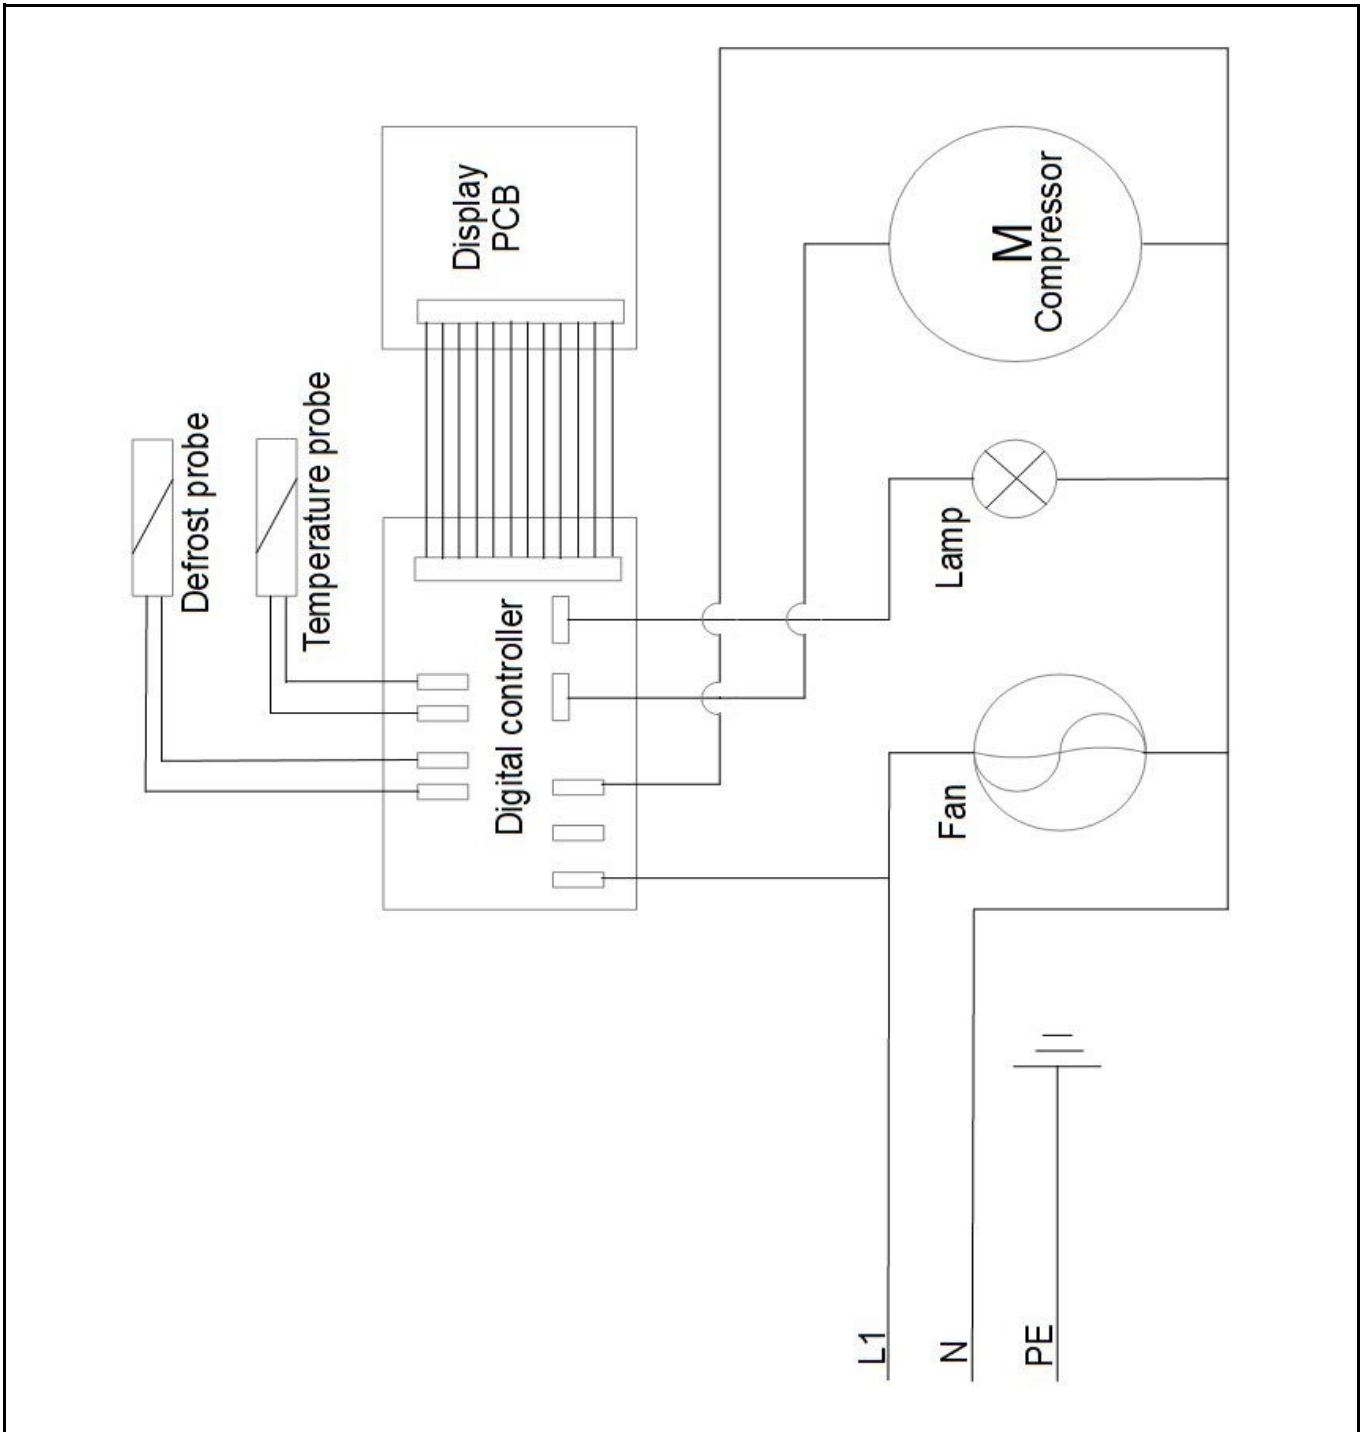 Defrost probe
Temperature probe
Display
PCB
Digital controller
M
Compressor
Lamp
Fan
L1
N
PE